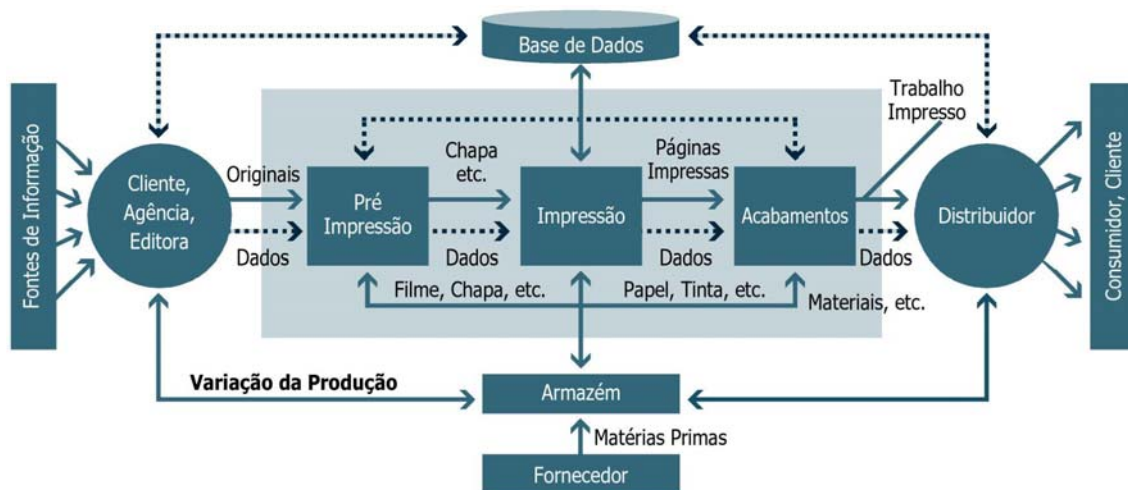 Base de Dados
Trabalho
Impresso
Fontes de Informação
Cliente,
Agência,
Editora
Originais
Dados
Pré
Impressão
Chapa
etc.
Dados
Impressão
Páginas
Impressas
Dados
Acabamentos
Dados
Distribuidor
Consumidor, Cliente
Filme, Chapa, etc.
Papel, Tinta, etc.
Materiais, etc.
Variação da Produção
Armazém
Matérias Primas
Fornecedor